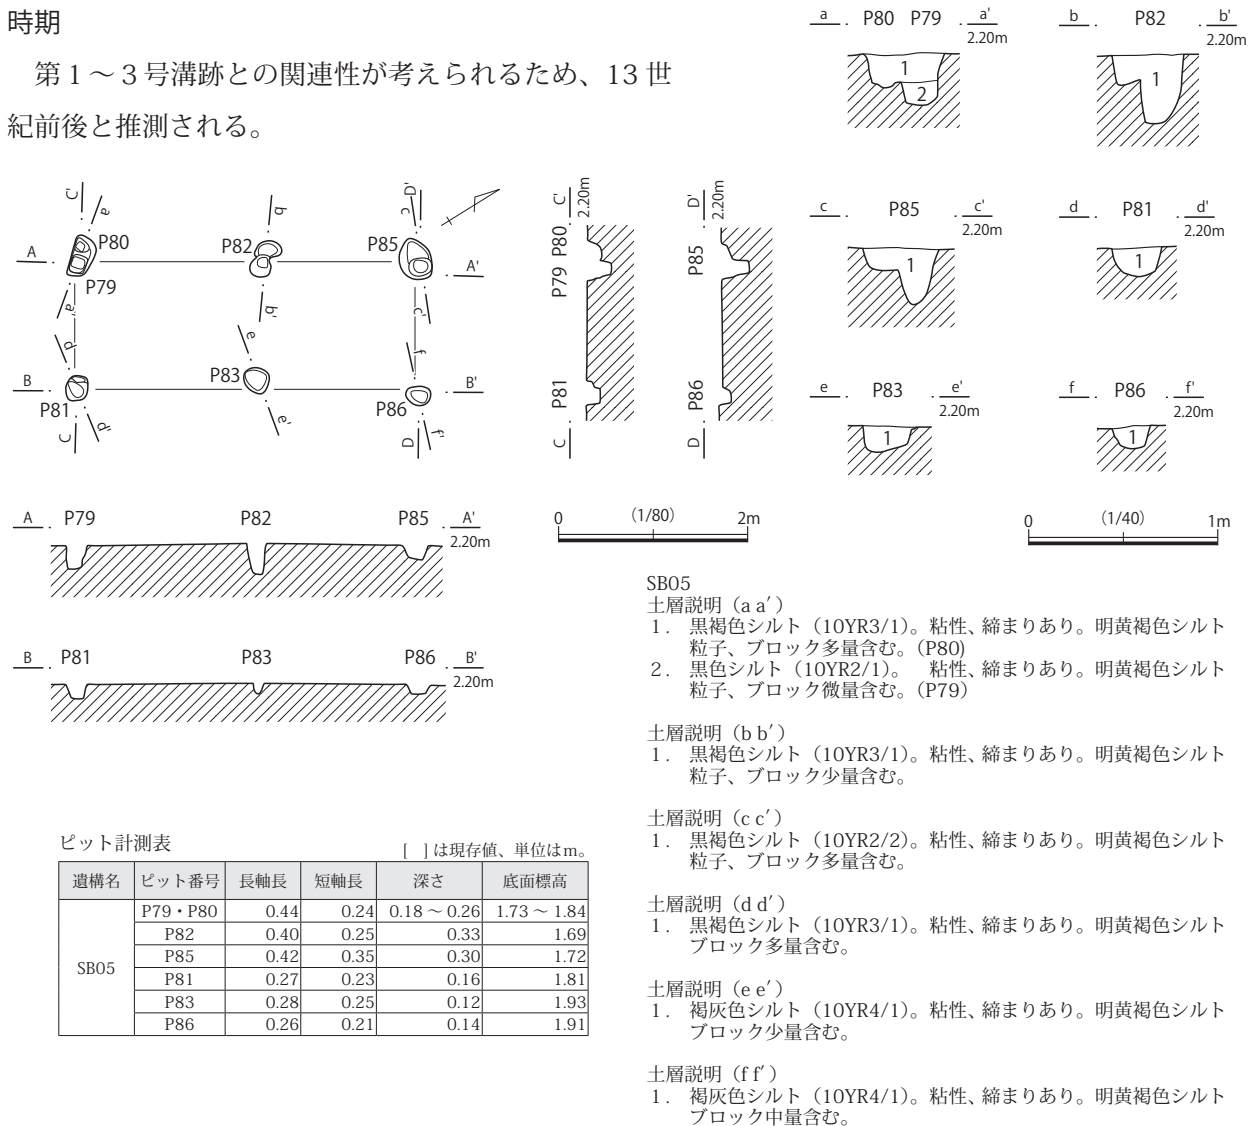 時期
　第１～３号溝跡との関連性が考えられるため、13 世
紀前後と推測される。
a P80 P79 a'
2.20m
1
2
b P82 b'
2.20m
1
c P85 c'
2.20m
1
d P81 d'
2.20m
1
e P83 e'
2.20m
1
f P86 f'
2.20m
1
C' a b D' c
A P80 P82 P85 A'
P79
a' b' c'
d e f
B P83 B'
P81 P86
C d' e' D f'
C' 2.20m
P79 P80
P81
C
D' 2.20m
P85
P86
D
A P79 P82 P85 A'
2.20m
B P81 P83 P86 B'
2.20m
0 （1/80） 2m
0 （1/40） 1m
SB05
土層説明（a a′）
１. 黒褐色シルト（10YR3/1）。粘性、締まりあり。明黄褐色シルト
粒子、ブロック多量含む。（P80）
２. 黒色シルト（10YR2/1）。　粘性、締まりあり。明黄褐色シルト
粒子、ブロック微量含む。（P79）
土層説明（b b′）
１. 黒褐色シルト（10YR3/1）。粘性、締まりあり。明黄褐色シルト
粒子、ブロック少量含む。
土層説明（c c′）
１. 黒褐色シルト（10YR2/2）。粘性、締まりあり。明黄褐色シルト
粒子、ブロック多量含む。
土層説明（d d′）
１. 黒褐色シルト（10YR3/1）。粘性、締まりあり。明黄褐色シルト
ブロック多量含む。
土層説明（e e′）
１. 褐灰色シルト（10YR4/1）。粘性、締まりあり。明黄褐色シルト
ブロック少量含む。
土層説明（f f′）
１. 褐灰色シルト（10YR4/1）。粘性、締まりあり。明黄褐色シルト
ブロック中量含む。
ピット計測表
[　] は現存値、単位はｍ。
遺構名 ピット番号 長軸長 短軸長 深さ 底面標高
SB05
P79・P80 0.44 0.24 0.18 ～ 0.26 1.73 ～ 1.84
P82 0.40 0.25 0.33 1.69
P85 0.42 0.35 0.30 1.72
P81 0.27 0.23 0.16 1.81
P83 0.28 0.25 0.12 1.93
P86 0.26 0.21 0.14 1.91